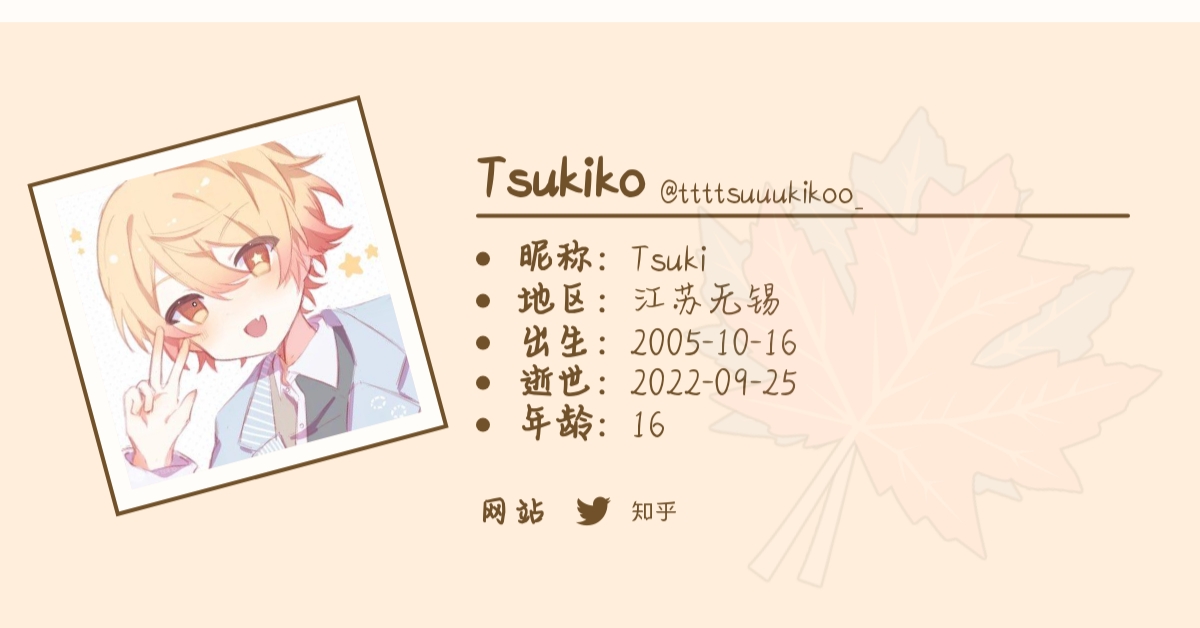 Tsukiko @ttttsuuukikoo_
• 昵称： Tsuki
• 地区： 江苏无锡
• 出生： 2005-10-16
• 逝世： 2022-09-25
• 年龄： 16
网站 知乎